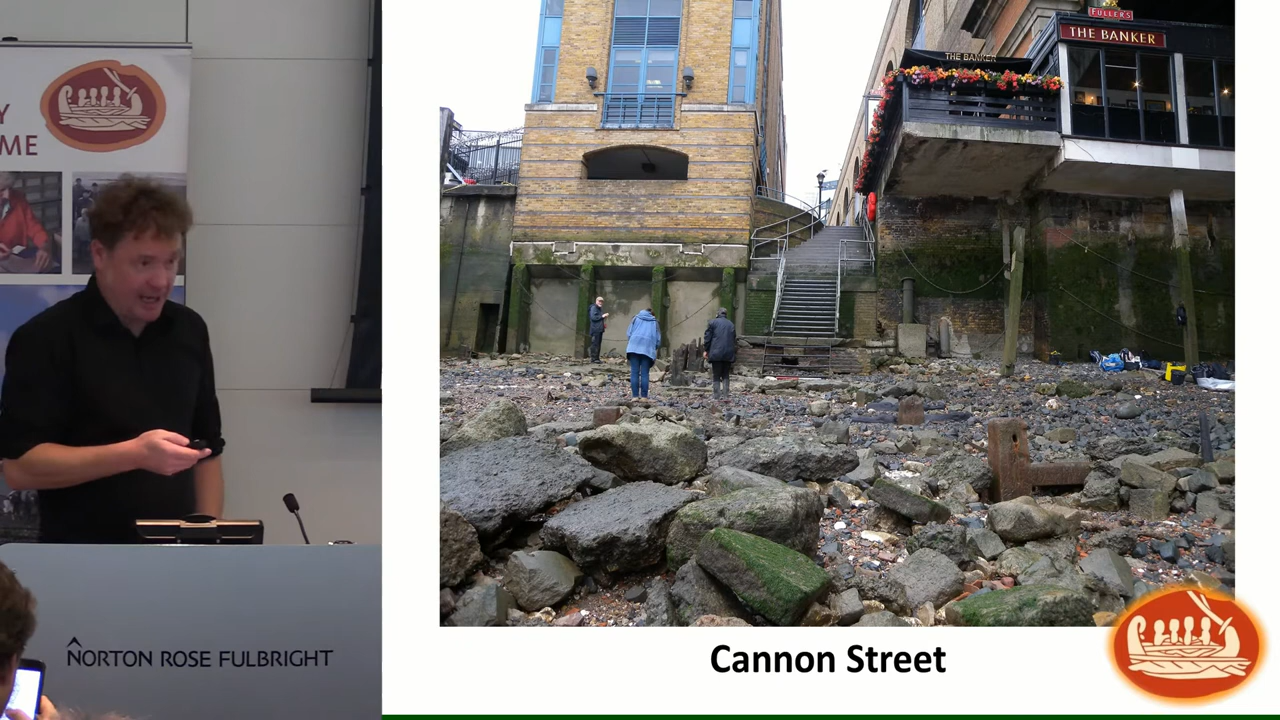 Y
ME
FULLER'S
THE BANKER
THE BANKER
NORTON ROSE FULBRIGHT
Cannon Street